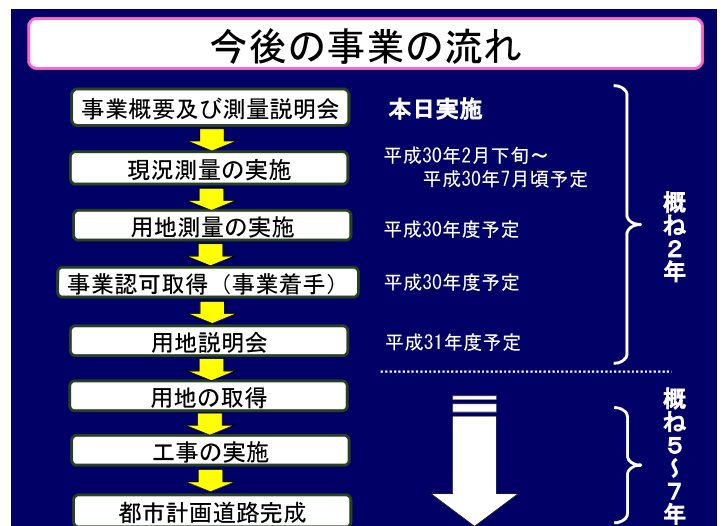 今後の事業の流れ
事業概要及び測量説明会
本日実施
現況測量の実施
平成30年2月下旬～
平成30年7月頃予定
用地測量の実施
平成30年度予定
事業認可取得（事業着手）
平成30年度予定
用地説明会
平成31年度予定
概ね２年
用地の取得
工事の実施
都市計画道路完成
概ね５～７年